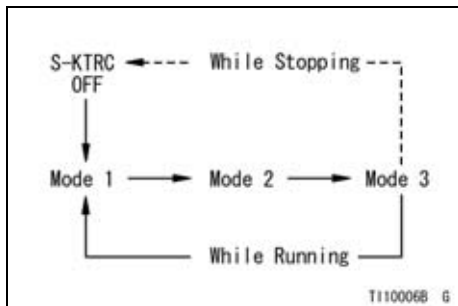 S-KTRC
OFF
While Stopping
Mode 1
Mode 2
Mode 3
While Running
TI10006B G